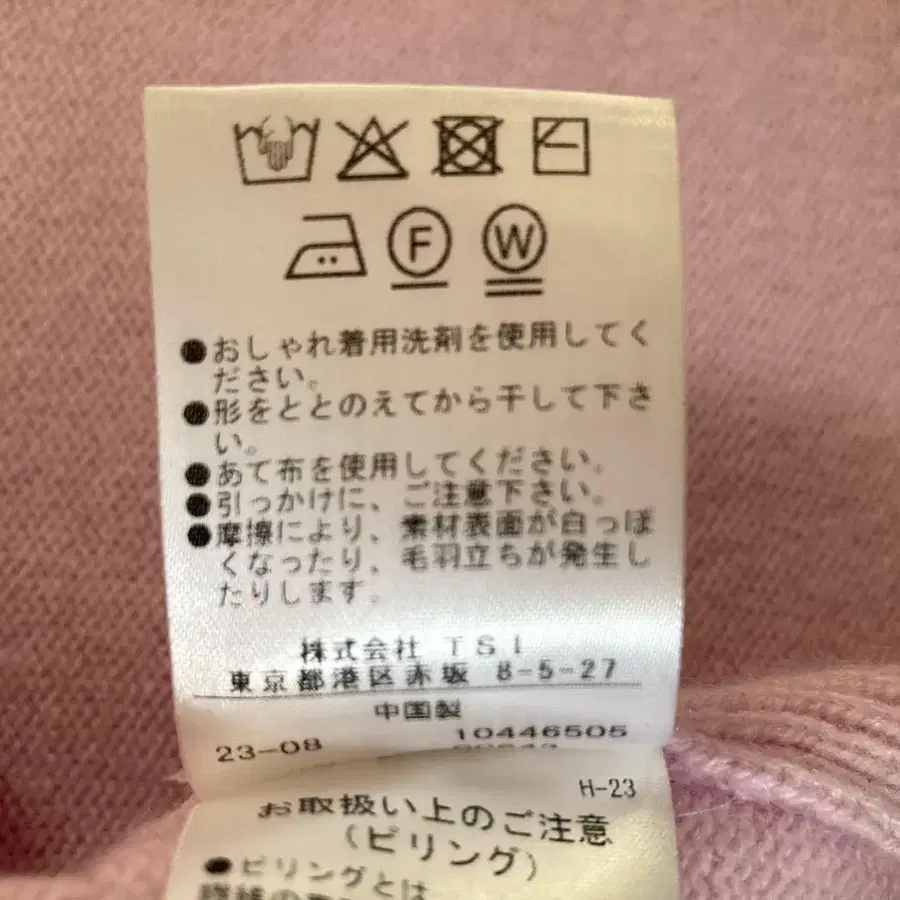 F W
●おしゃれ着用洗剤を使用してく
ださい。
●形をととのえてから干して下さ
い。
●あて布を使用してください。
●引っかけに、ご注意下さい。
●摩擦により、素材表面が白っぽ
くなったり、毛羽立ちが発生し
たりします。
株式会社 TSI
東京都港区赤坂 8-5-27
中国製
23-08 10446505
H-23
お取扱い上のご注意
(ピリング)
●ピリングとは